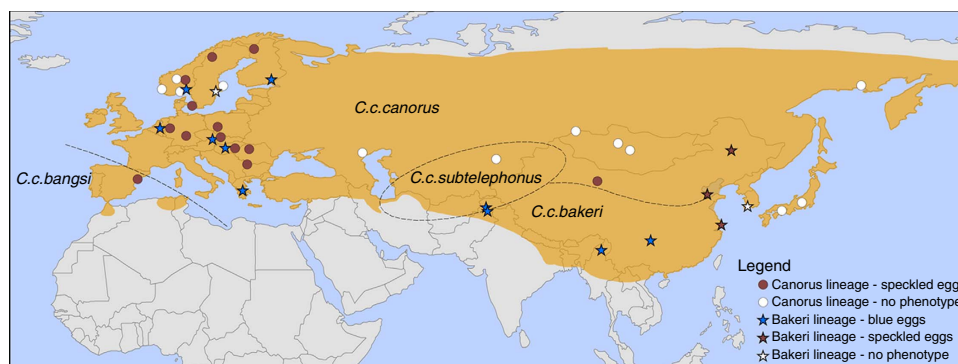 C.c.canorus
C.c.bangsi
C.c.subtelephonus
C.c.bakeri
Legend
Canorus lineage - speckled egg
Canorus lineage - no phenotype
Bakeri lineage - blue eggs
Bakeri lineage - speckled eggs
Bakeri lineage - no phenotype